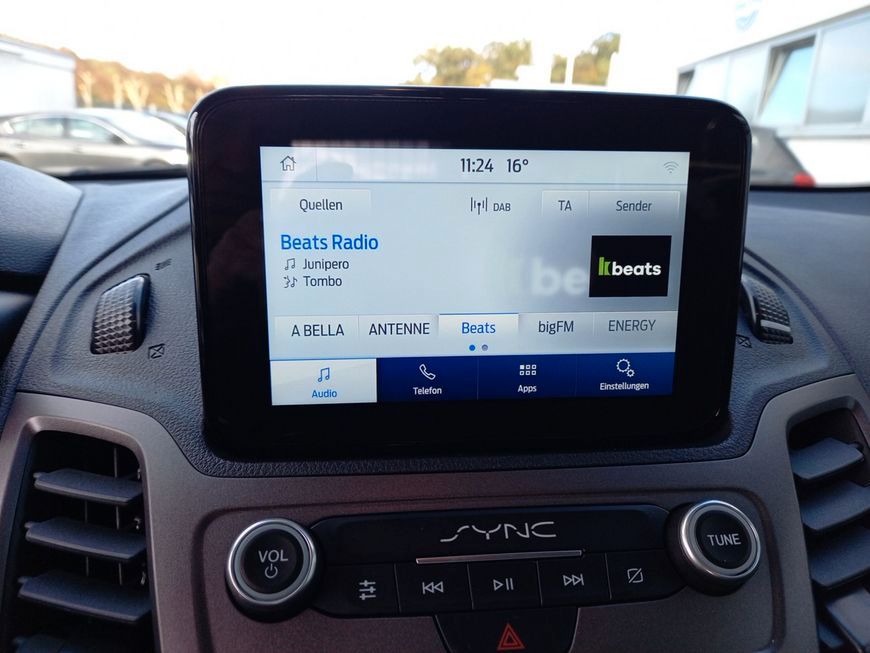 11:24 16°
Quellen DAB TA Sender
Beats Radio
Junipero
Tombo
kbeats
A BELLA ANTENNE Beats bigFM ENERGY
Audio Telefon Apps Einstellungen
SYNC
VOL
TUNE